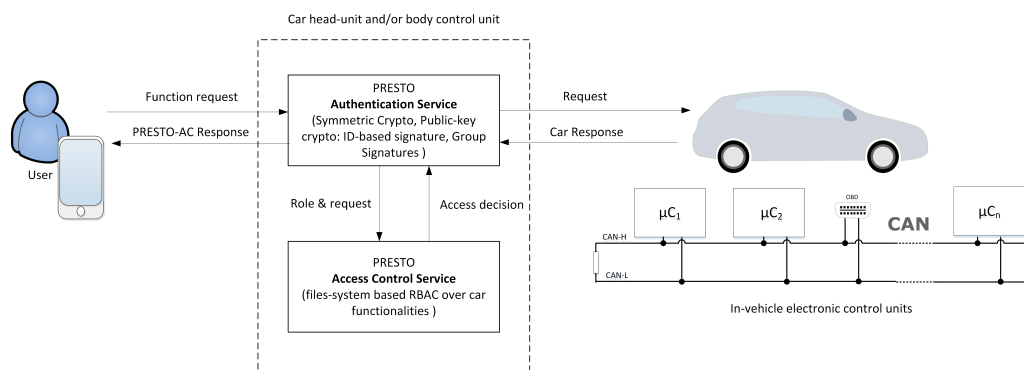 Car head-unit and/or body control unit
Function request
PRESTO-AC Response
User
PRESTO
Authentication Service
(Symmetric Crypto, Public-key
crypto: ID-based signature, Group
Signatures )
Request
Car Response
Role & request
Access decision
PRESTO
Access Control Service
(files-system based RBAC over car
functionalities )
µC1
µC2
OBD
CAN
µCn
CAN-H
CAN-L
In-vehicle electronic control units